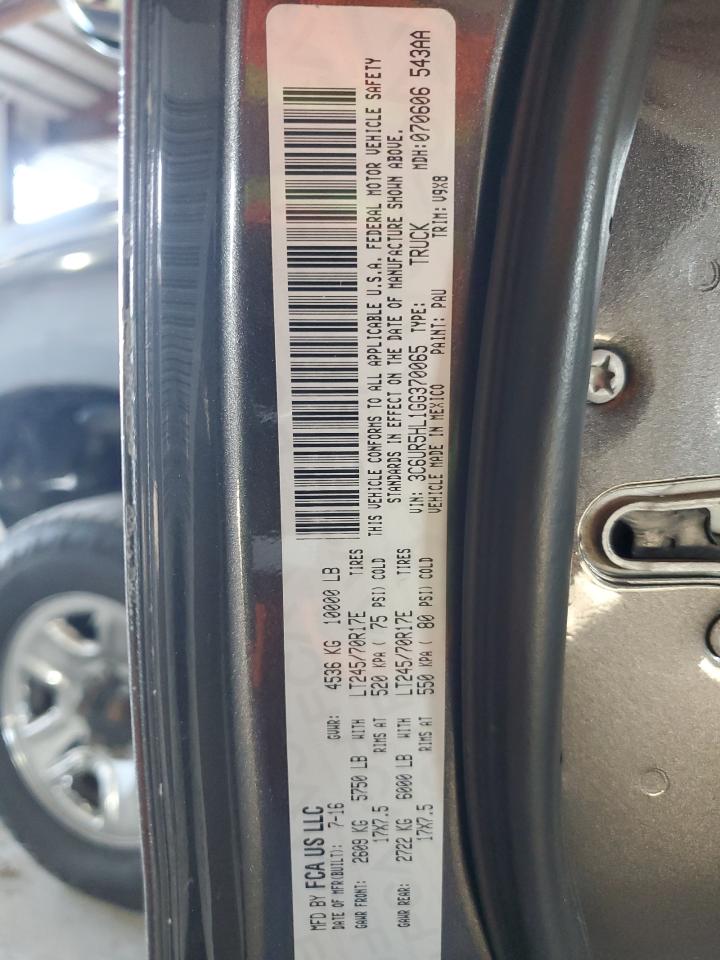 MFD BY FCA US LLC
DATE OF MFR(BUILT): 7-16 GVWR: 4536 KG 10000 LB
GAWR FRONT: 2609 KG 5750 LB WITH LT245/70R17E TIRES
17X7.5 RIMS AT 520 KPA ( 75 PSI) COLD
GAWR REAR: 2722 KG 6000 LB WITH LT245/70R17E TIRES
17X7.5 RIMS AT 550 KPA ( 80 PSI) COLD
THIS VEHICLE CONFORMS TO ALL APPLICABLE U.S.A. FEDERAL MOTOR VEHICLE SAFETY
STANDARDS IN EFFECT ON THE DATE OF MANUFACTURE SHOWN ABOVE.
VIN: 3C6UR5HL1GG370065 TYPE: TRUCK MDH:070606 543AA
VEHICLE MADE IN MEXICO PAINT: PAU TRIM: V9X8